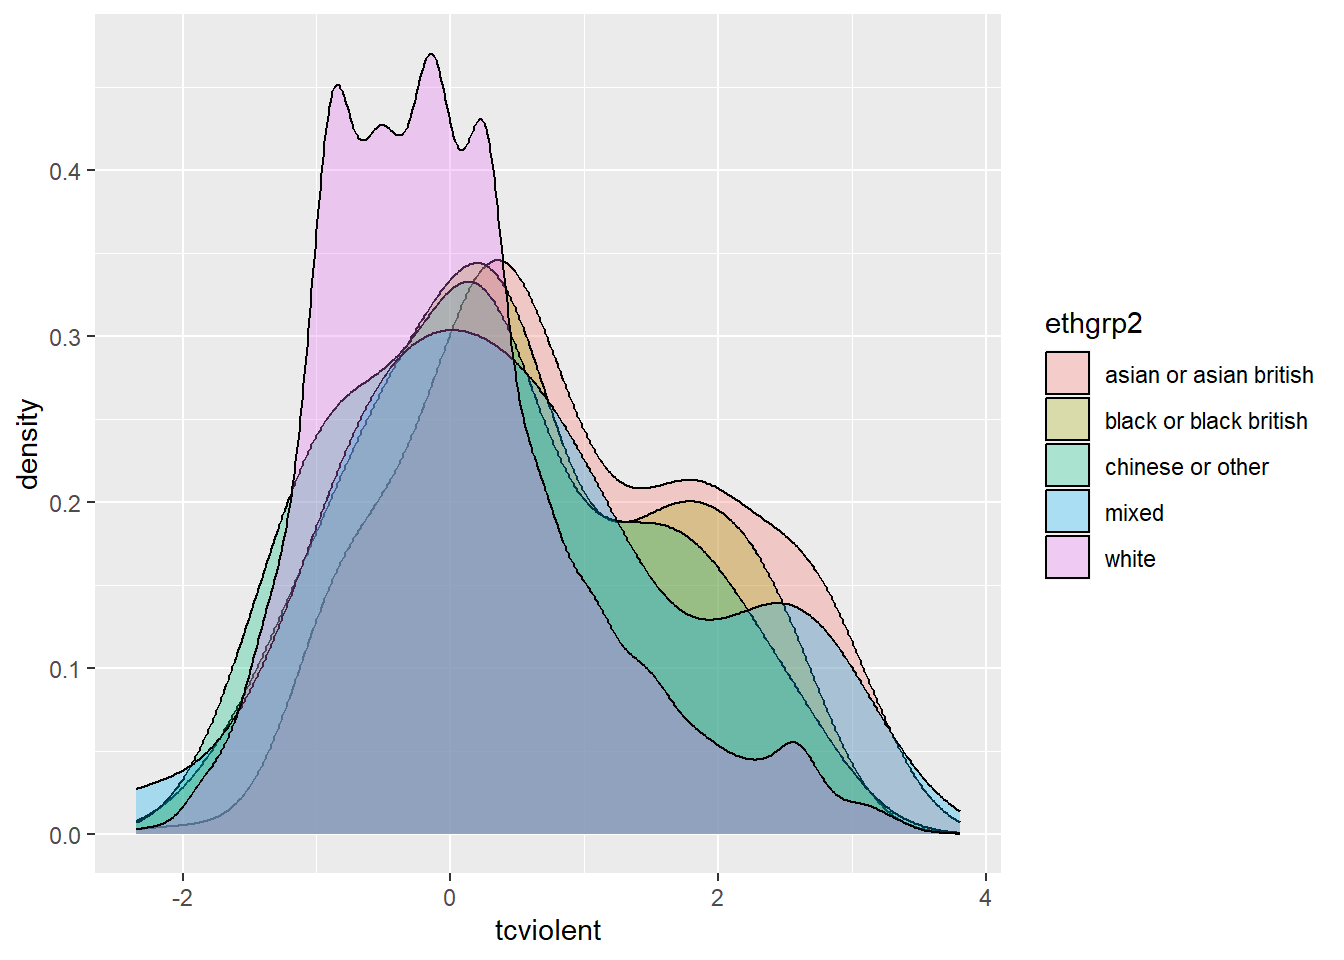 0.4
0.3
0.2
0.1
0.0
density
-2
0
2
4
tcviolent
ethgrp2
asian or asian british
black or black british
chinese or other
mixed
white